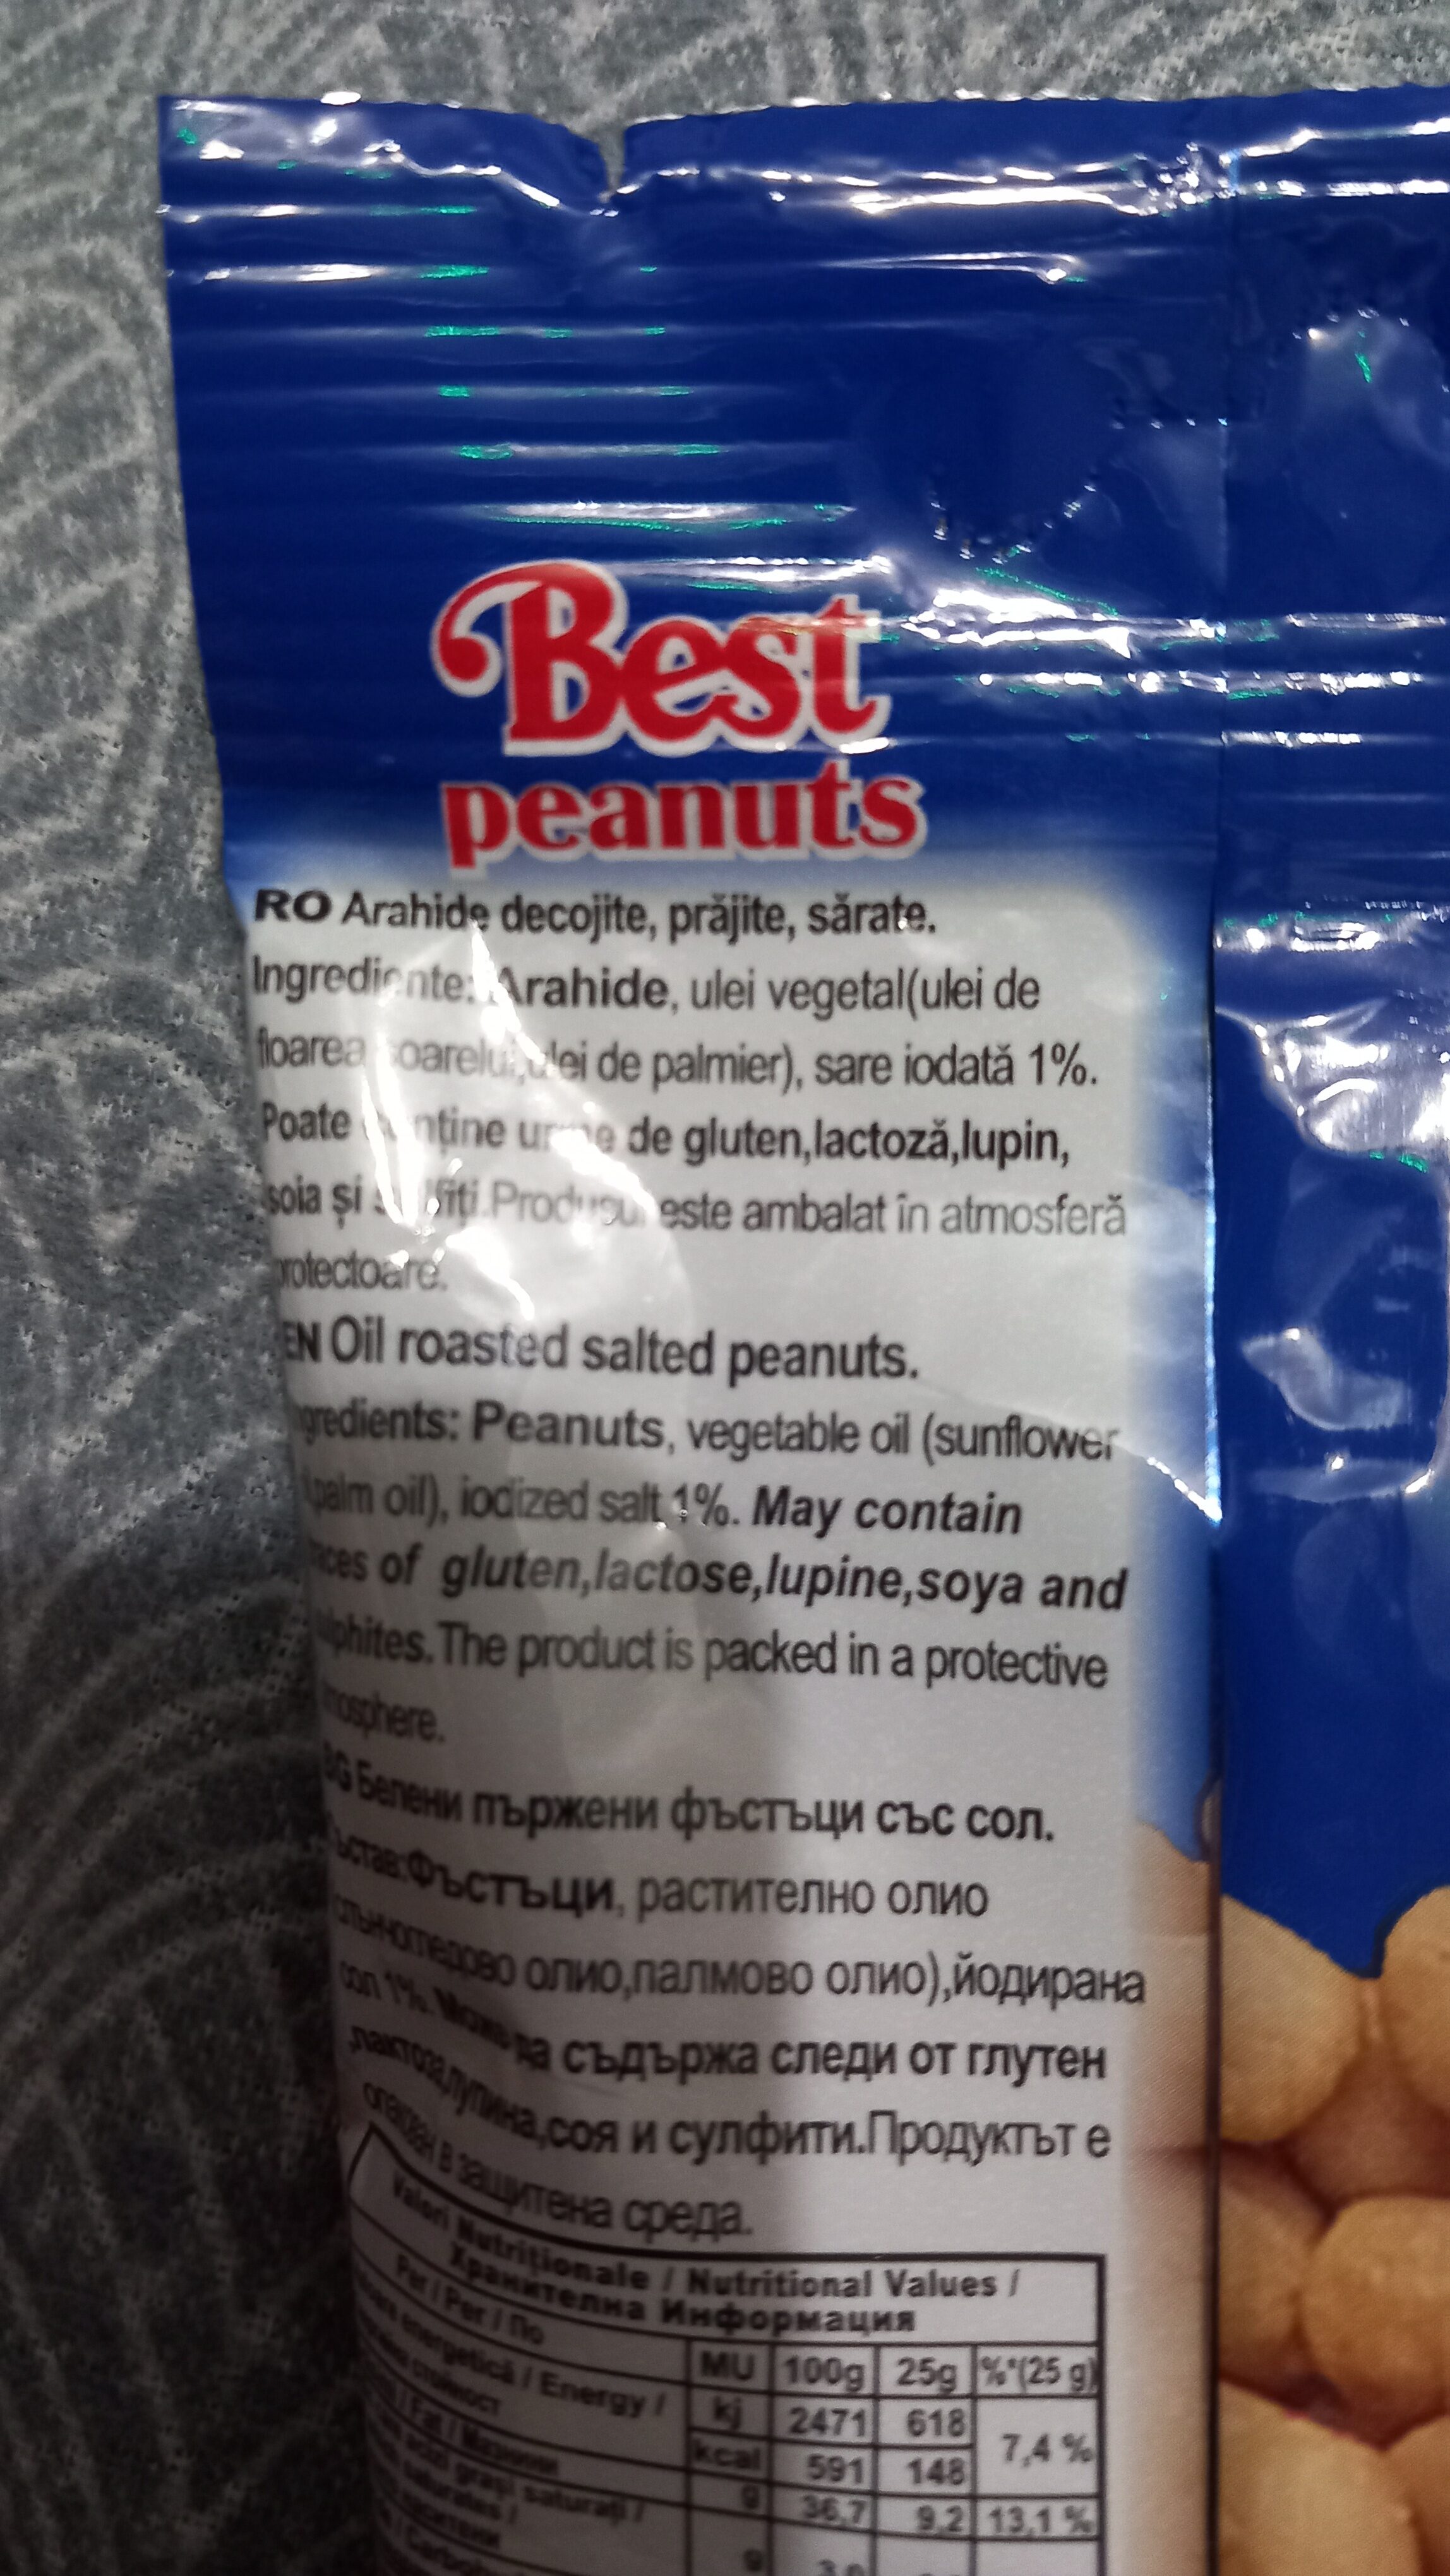 Best
peanuts
RO Arahide decojite, prăjite, sărate.
Ingrediente: Arahide, ulei vegetal(ulei de
floarea soarelui,ulei de palmier), sare iodată 1%.
Poate conține urme de gluten,lactoză,lupin,
soia și sulfiți.Produsul este ambalat în atmosferă
protectoare.
EN Oil roasted salted peanuts.
Ingredients: Peanuts, vegetable oil (sunflower
palm oil), iodized salt 1%. May contain
traces of gluten,lactose,lupine,soya and
sulphites.The product is packed in a protective
atmosphere.
BG Белени пържени фъстъци със сол.
Състав:Фъстъци, растително олио
(слънчогледово олио,палмово олио),йодирана
сол 1%. Може да съдържа следи от глутен
,лактоза,лупина,соя и сулфити.Продуктът е
опакован в защитена среда.
Valori Nutriționale / Nutritional Values /
Хранителна Информация
Per / Per / По MU 100g 25g %*(25 g)
energetică / Energy / kj 2471 618 7,4 %
kcal 591 148
/ Fat / Мазнини g 36,7 9,2 13,1 %
acizi grași saturați / g